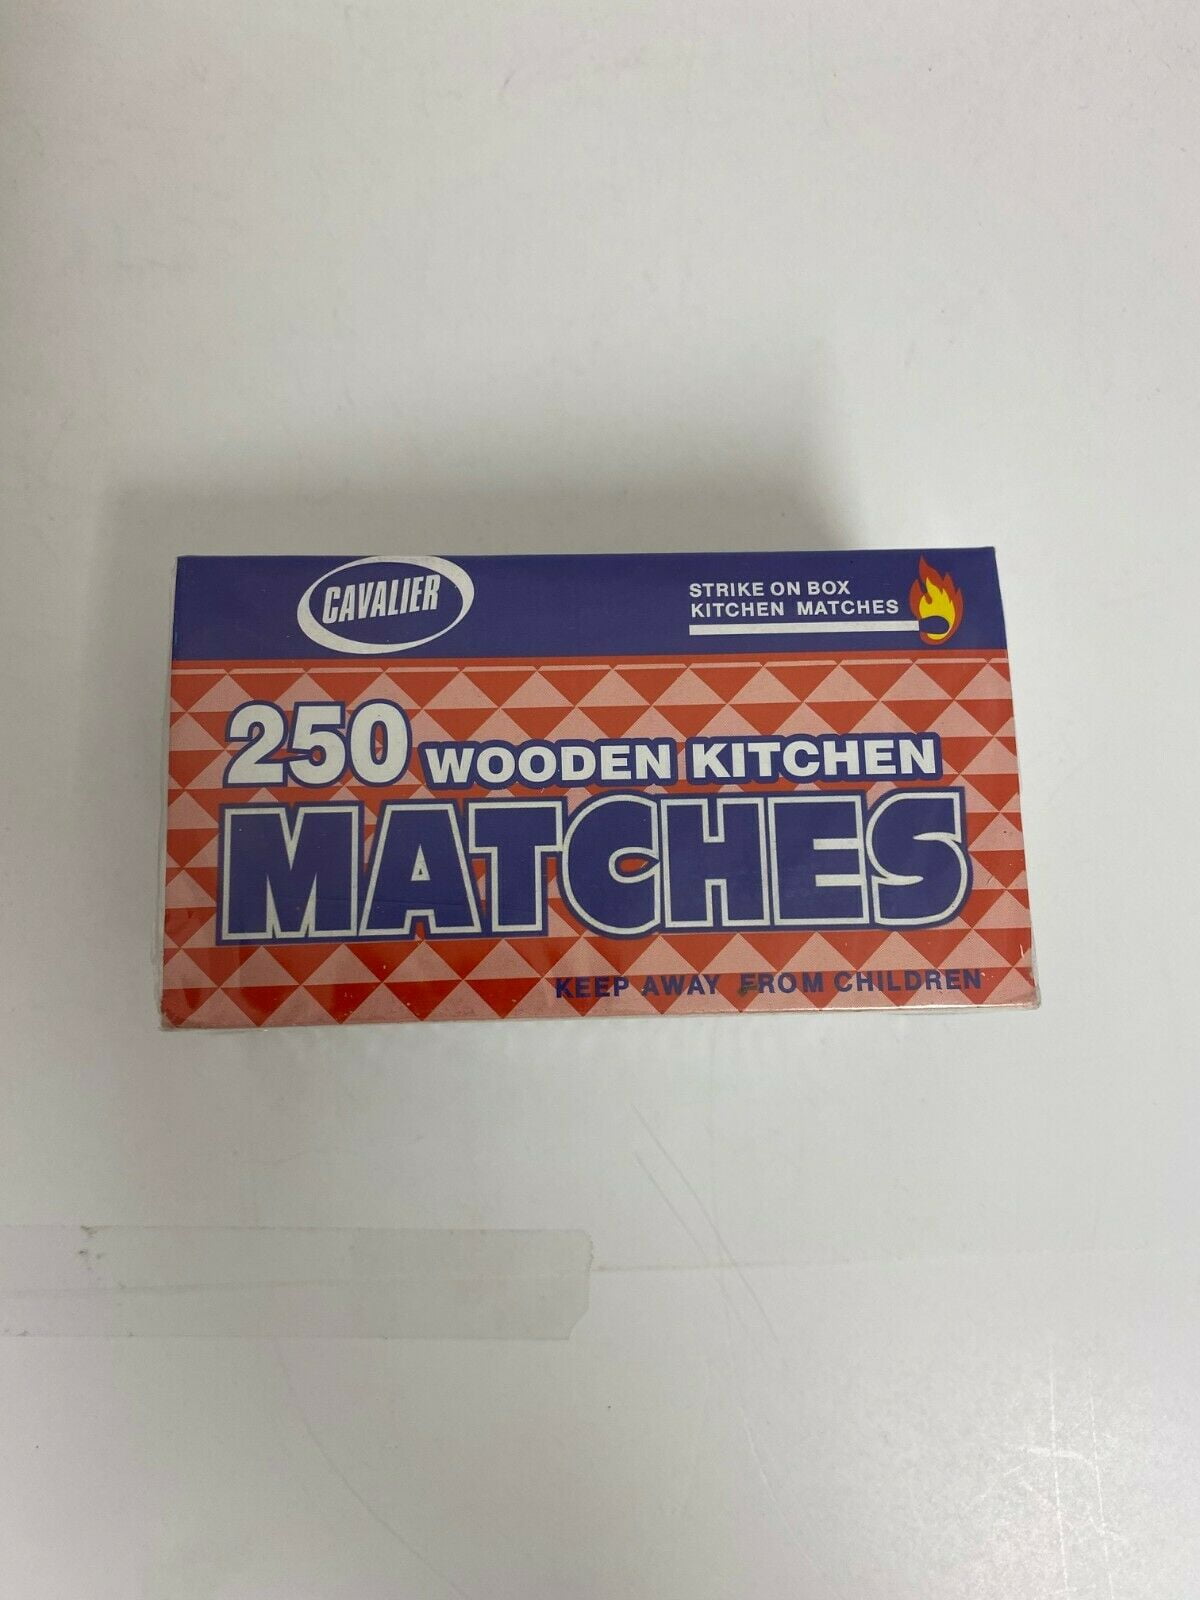 CAVALIER
STRIKE ON BOX
KITCHEN MATCHES
250 WOODEN KITCHEN
MATCHES
KEEP AWAY FROM CHILDREN